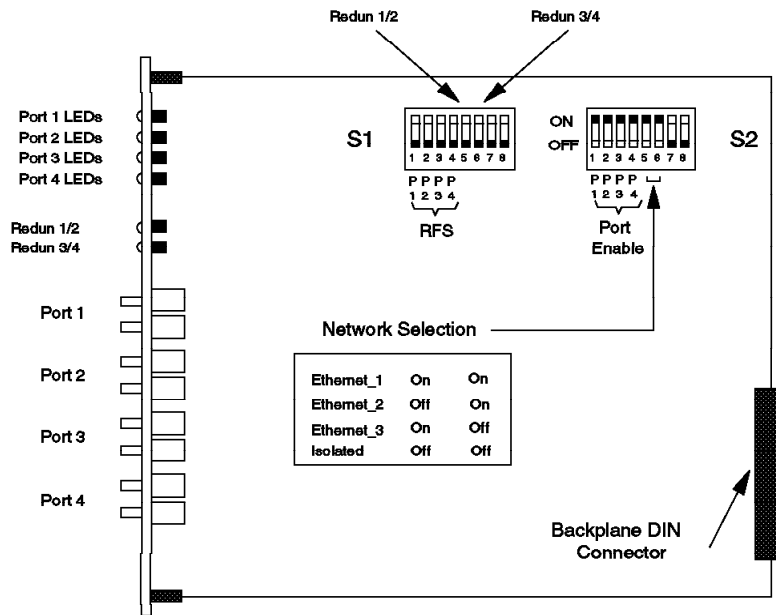 Redun 1/2 Redun 3/4
Port 1 LEDs
Port 2 LEDs
Port 3 LEDs
Port 4 LEDs
S1
ON
OFF
S2
1 2 3 4 5 6 7 8
1 2 3 4 5 6 7 8
P P P P
1 2 3 4
P P P P
1 2 3 4
RFS
Port
Enable
Redun 1/2
Redun 3/4
Port 1
Port 2
Port 3
Port 4
Network Selection
Ethernet_1 On On
Ethernet_2 Off On
Ethernet_3 On Off
Isolated Off Off
Backplane DIN
Connector